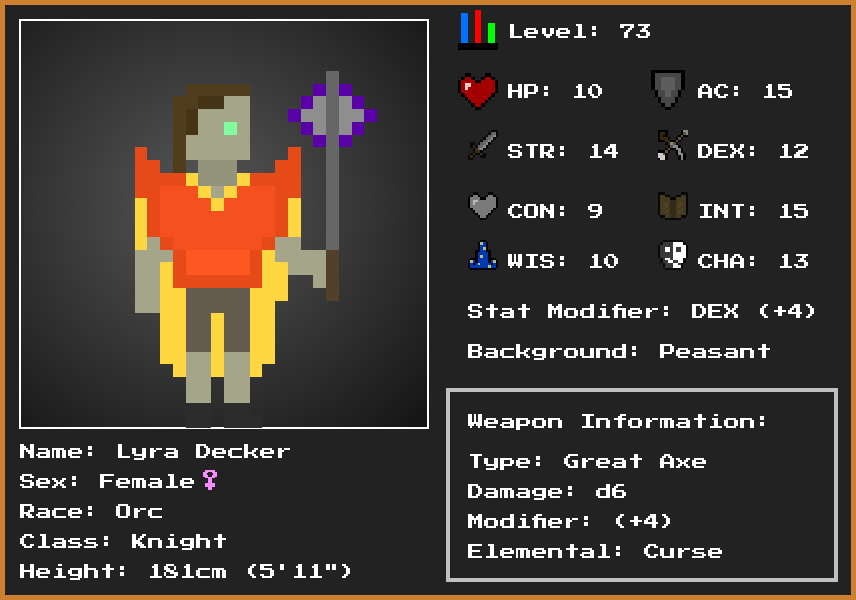 Level: 73
HP: 10 AC: 15
STR: 14 DEX: 12
CON: 9 INT: 15
WIS: 10 CHA: 13
Stat Modifier: DEX (+4)
Background: Peasant
Weapon Information:
Type: Great Axe
Damage: d6
Modifier: (+4)
Elemental: Curse
Name: Lyra Decker
Sex: Female♀
Race: Orc
Class: Knight
Height: 181cm (5'11")